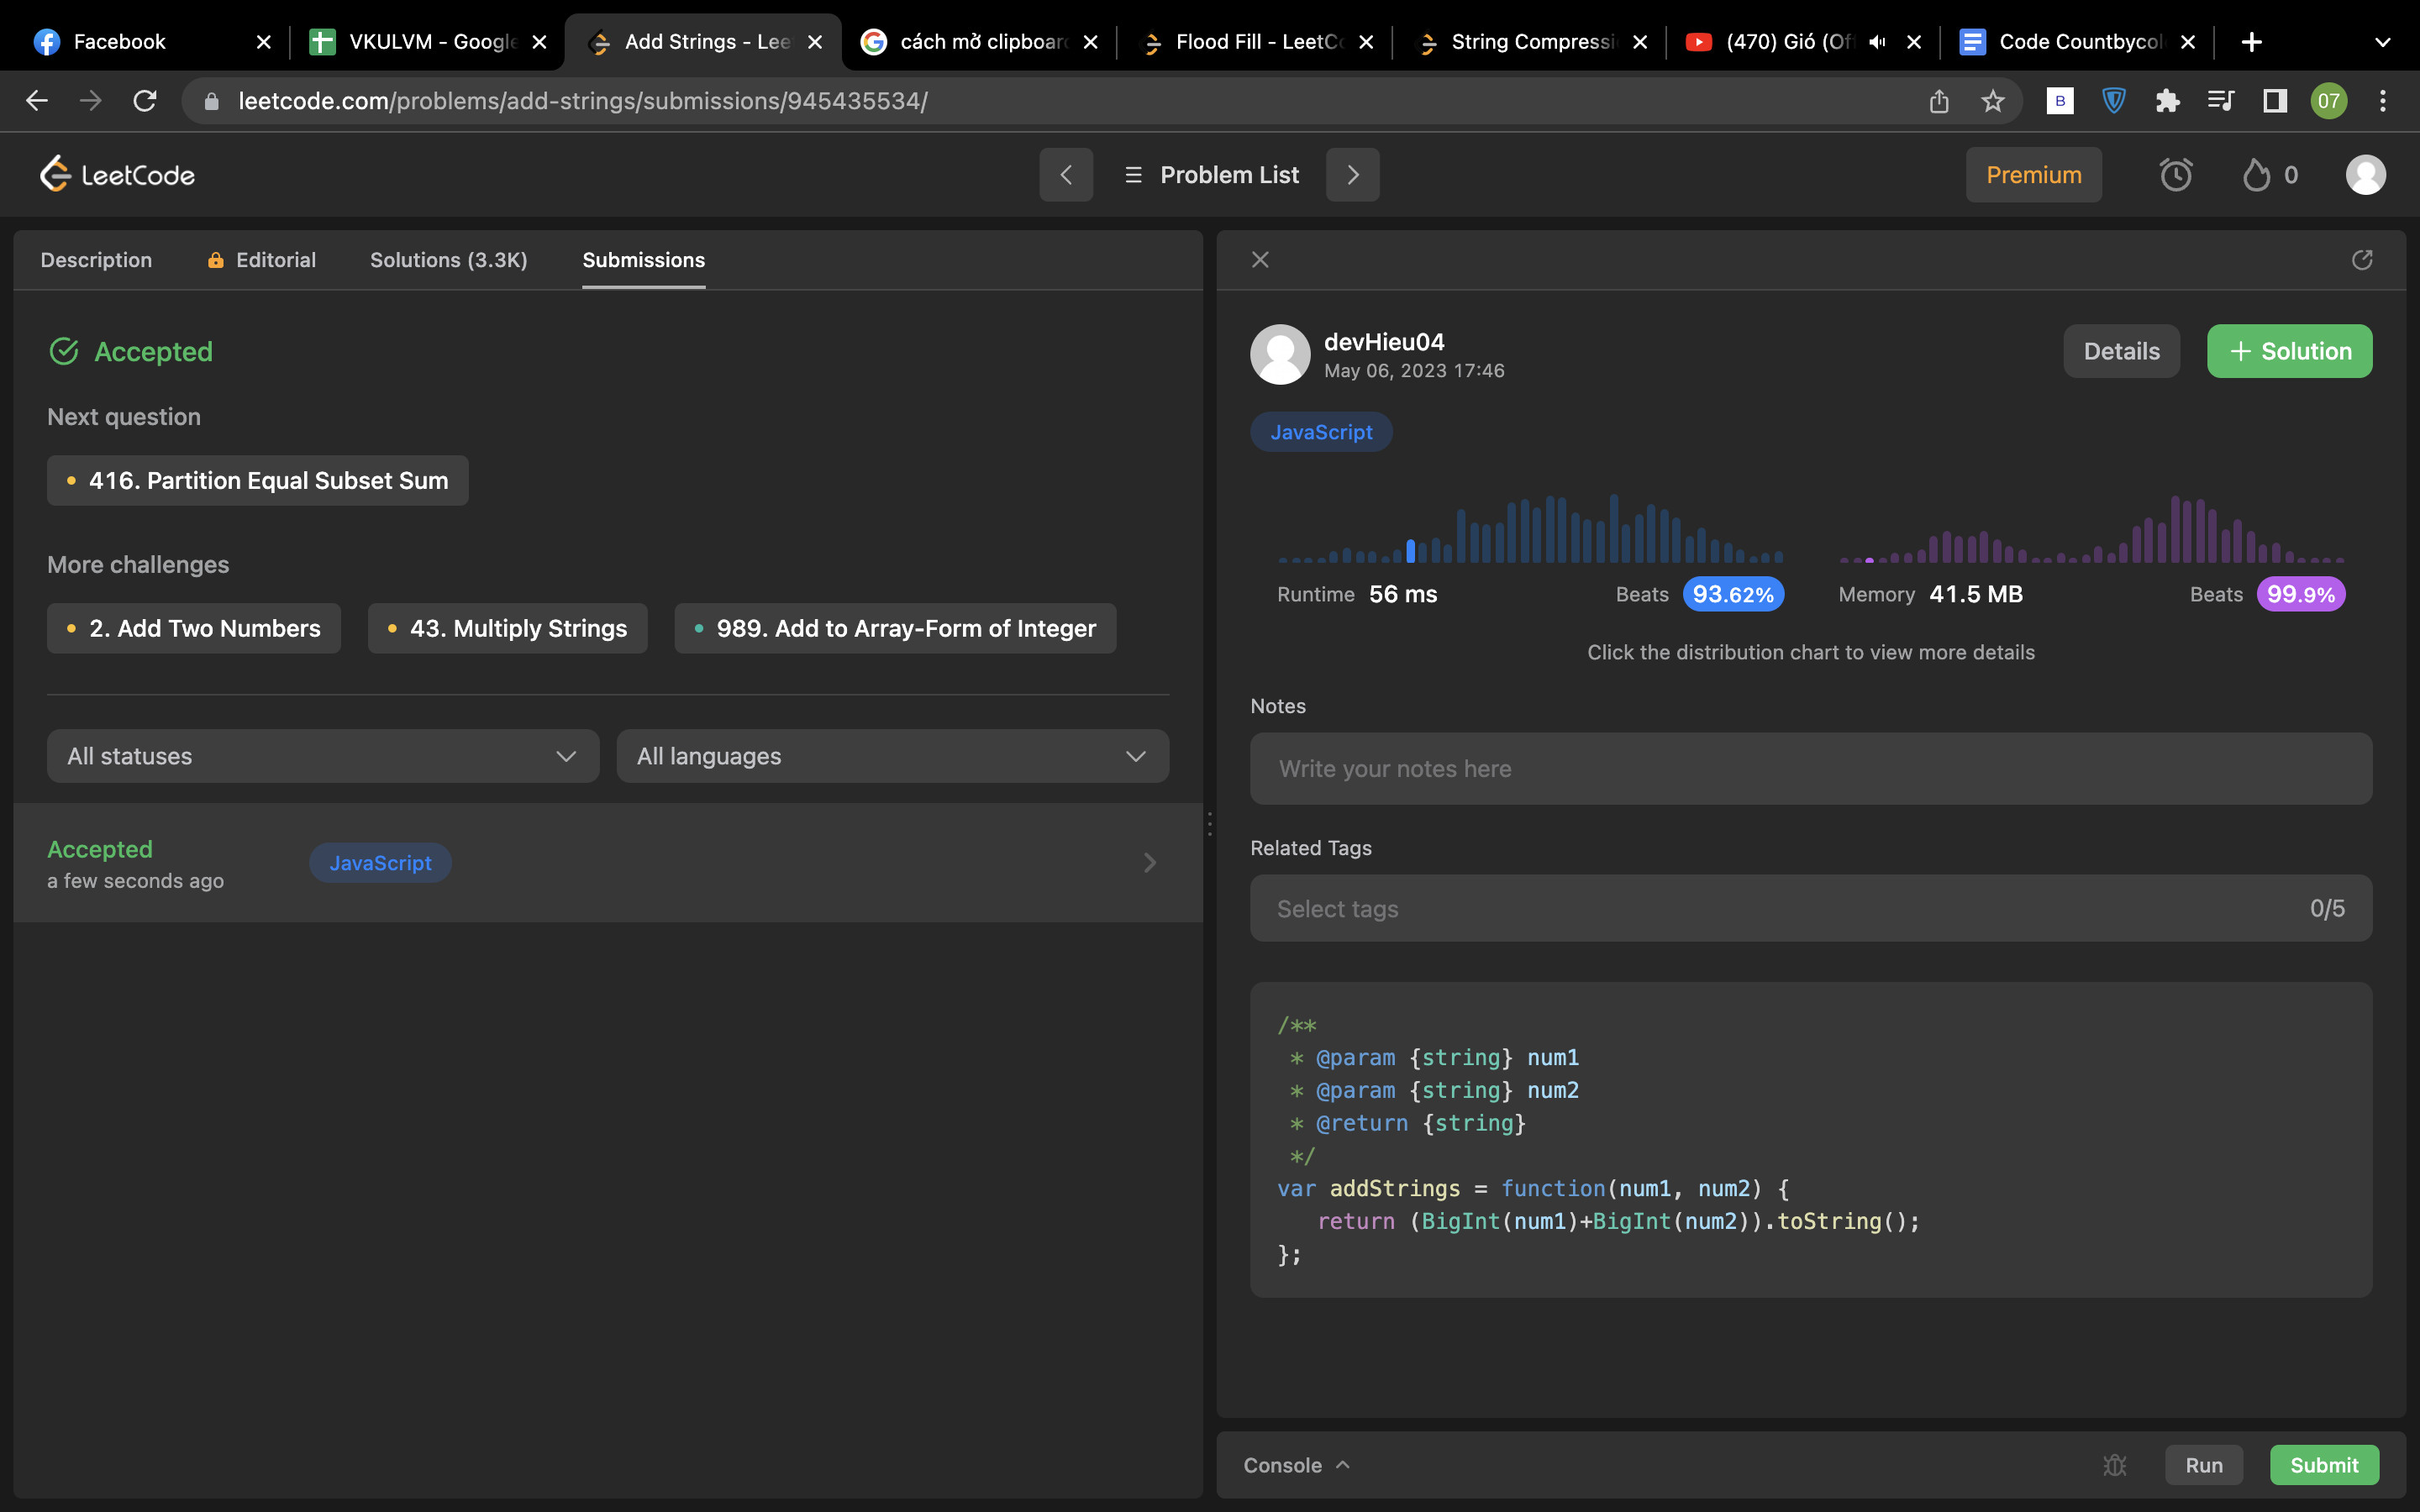 Facebook
VKULVM - Google
Add Strings - Lee
cách mở clipboar
Flood Fill - LeetCo
String Compressi
(470) Gió (Of
Code Countbycol
leetcode.com/problems/add-strings/submissions/945435534/
B
07
LeetCode
Problem List
Premium
0
Description
Editorial
Solutions (3.3K)
Submissions
Accepted
Next question
416. Partition Equal Subset Sum
More challenges
2. Add Two Numbers
43. Multiply Strings
989. Add to Array-Form of Integer
All statuses
All languages
Accepted
a few seconds ago
JavaScript
devHieu04
May 06, 2023 17:46
Details
+ Solution
JavaScript
Runtime 56 ms
Beats 93.62%
Memory 41.5 MB
Beats 99.9%
Click the distribution chart to view more details
Notes
Write your notes here
Related Tags
Select tags
0/5
/**
 * @param {string} num1
 * @param {string} num2
 * @return {string}
 */
var addStrings = function(num1, num2) {
   return (BigInt(num1)+BigInt(num2)).toString();
};
Console
Run
Submit